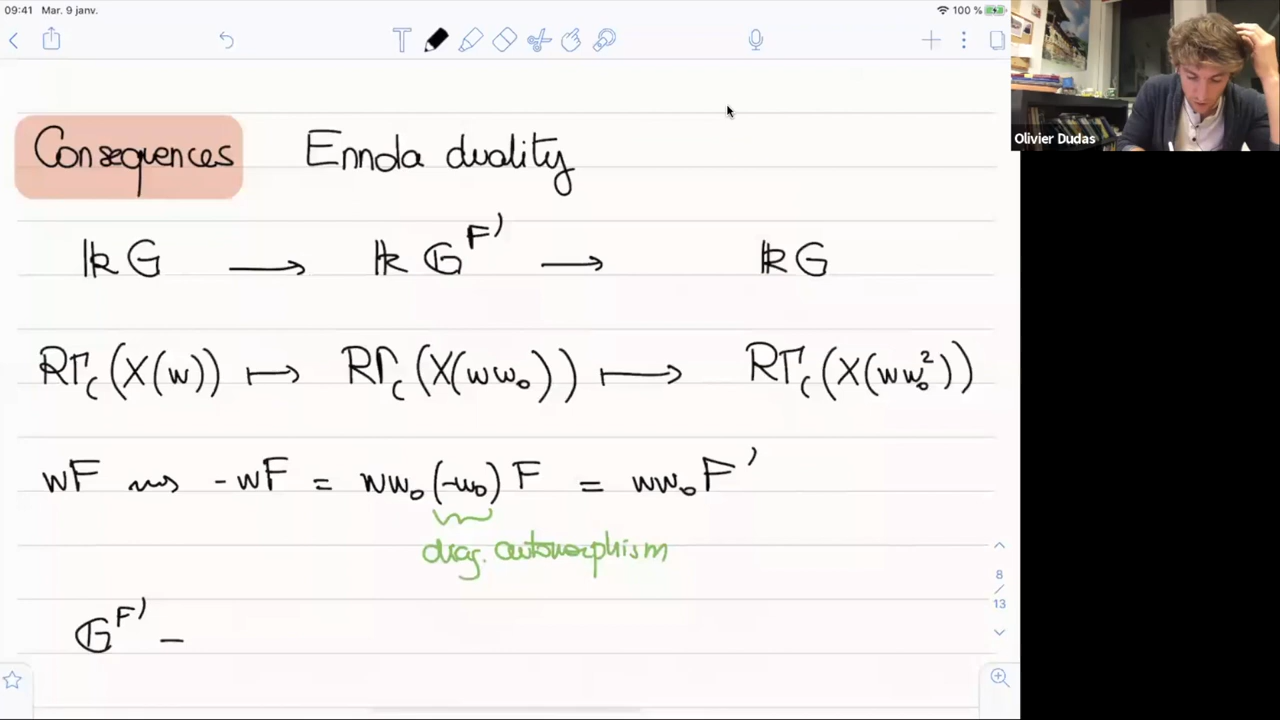 09:41 Mar. 9 janv.
100 %
Olivier Dudas
Consequences Ennola duality
𝕜G ⟶ 𝕜𝔾^F' ⟶ 𝕜G
RΓ_c(X(w)) ⟼ RΓ_c(X(ww₀)) ⟼ RΓ_c(X(ww₀²))
wF ⇝ -wF = ww₀(-w₀)F = ww₀F'
diag. automorphism
8
/
13
𝔾^F' =